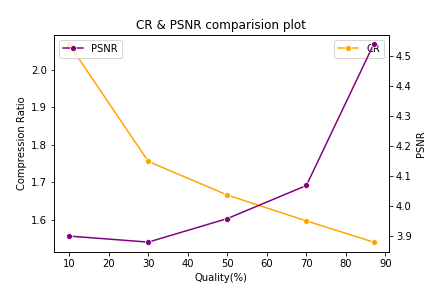 CR & PSNR comparision plot
PSNR
CR
2.0
1.9
1.8
1.7
1.6
Compression Ratio
4.5
4.4
4.3
4.2
4.1
4.0
3.9
PSNR
10 20 30 40 50 60 70 80 90
Quality(%)